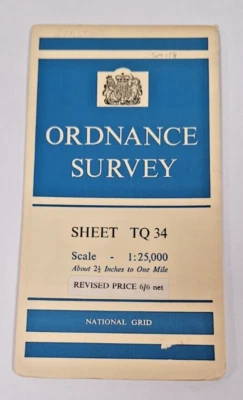 ORDNANCE
SURVEY
SHEET TQ 34
Scale - 1:25,000
About 2½ Inches to One Mile
REVISED PRICE 6/6 net
NATIONAL GRID